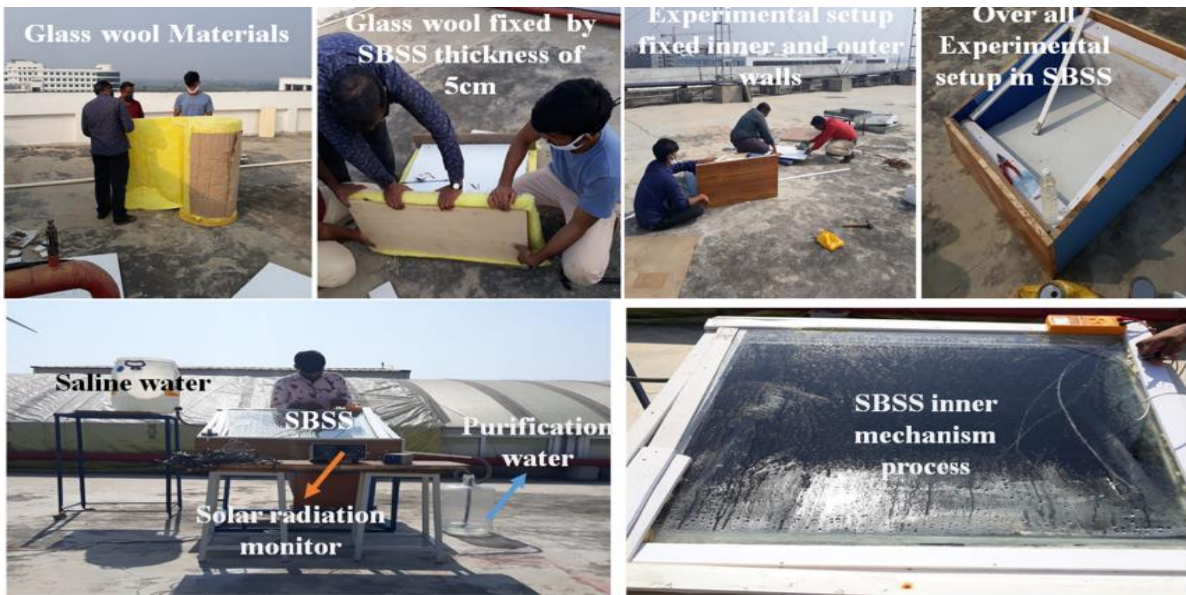 Glass wool Materials
Glass wool fixed by
SBSS thickness of
5cm
Experimental setup
fixed inner and outer
walls
Over all
Experimental
setup in SBSS
Saline water
SBSS
Purification
water
Solar radiation
monitor
SBSS inner
mechanism
process